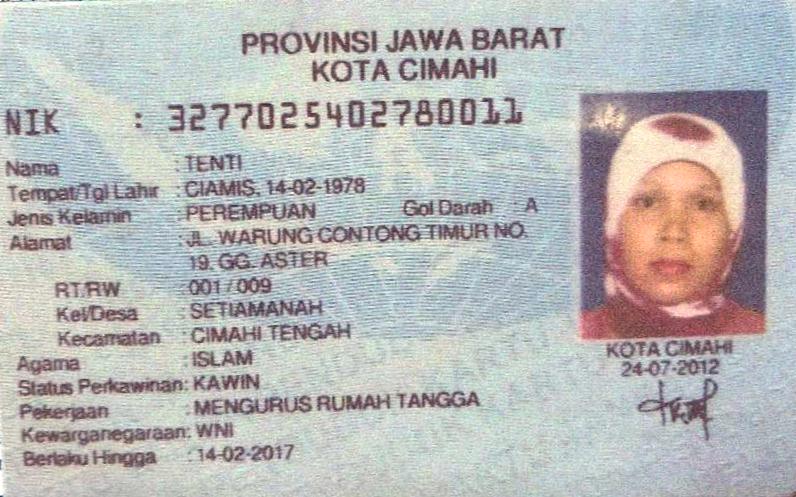 PROVINSI JAWA BARAT
KOTA CIMAHI
NIK : 3277025402780011
Nama : TENTI
Tempat/Tgl Lahir : CIAMIS, 14-02-1978
Jenis Kelamin : PEREMPUAN Gol Darah : A
Alamat : JL. WARUNG CONTONG TIMUR NO.
19. GG. ASTER
RT/RW : 001 / 009
Kel/Desa : SETIAMANAH
Kecamatan : CIMAHI TENGAH
Agama : ISLAM
Status Perkawinan: KAWIN
Pekerjaan : MENGURUS RUMAH TANGGA
Kewarganegaraan: WNI
Berlaku Hingga : 14-02-2017
KOTA CIMAHI
24-07-2012